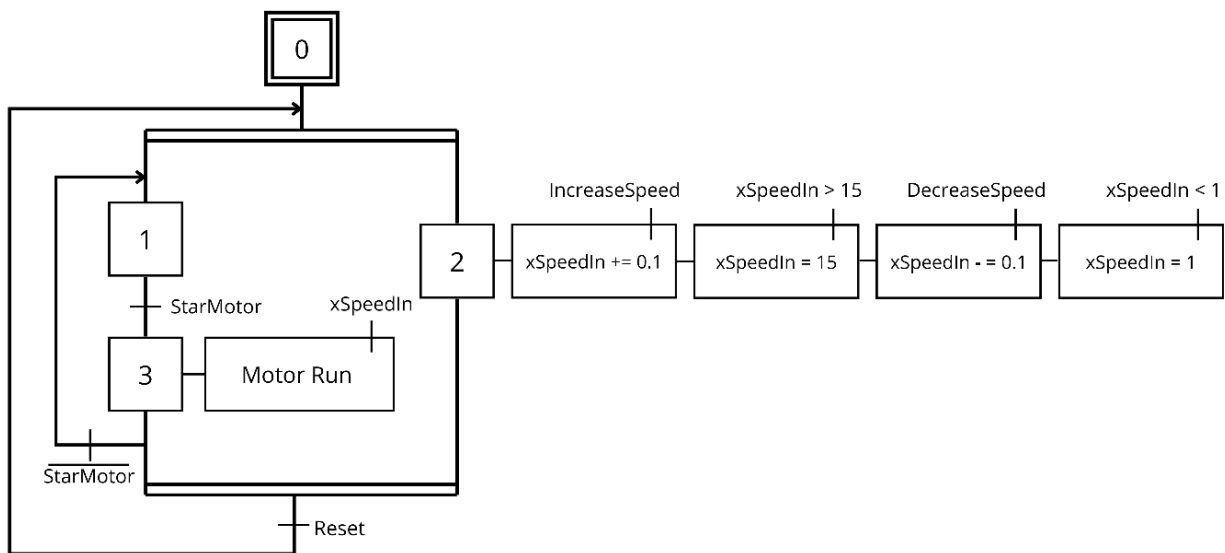 0
IncreaseSpeed
xSpeedIn > 15
DecreaseSpeed
xSpeedIn < 1
1
2
xSpeedIn += 0.1
xSpeedIn = 15
xSpeedIn - = 0.1
xSpeedIn = 1
StarMotor
xSpeedIn
3
Motor Run
StarMotor
Reset